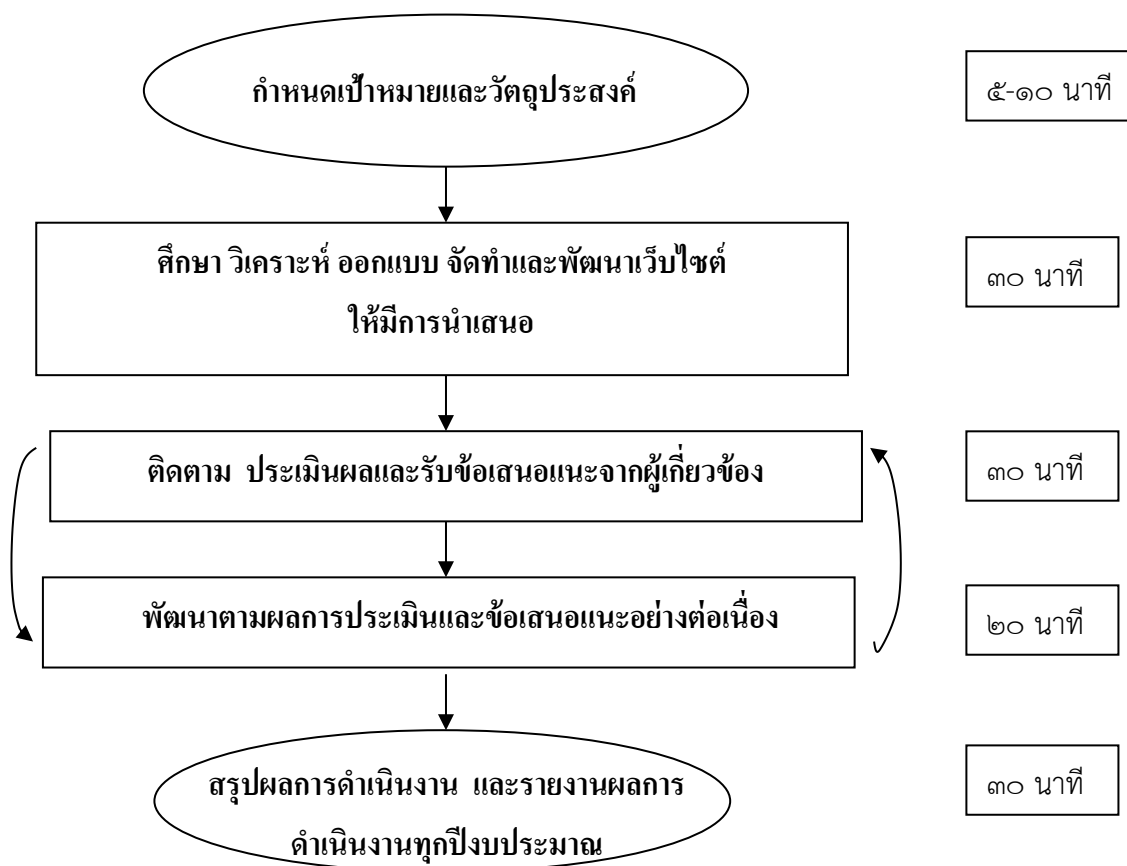 กำหนดเป้าหมายและวัตถุประสงค์
๕-๑๐ นาที
ศึกษา วิเคราะห์ ออกแบบ จัดทำและพัฒนาเว็บไซต์
ให้มีการนำเสนอ
๓๐ นาที
ติดตาม ประเมินผลและรับข้อเสนอแนะจากผู้เกี่ยวข้อง
๓๐ นาที
พัฒนาตามผลการประเมินและข้อเสนอแนะอย่างต่อเนื่อง
๒๐ นาที
สรุปผลการดำเนินงาน และรายงานผลการ
ดำเนินงานทุกปีงบประมาณ
๓๐ นาที